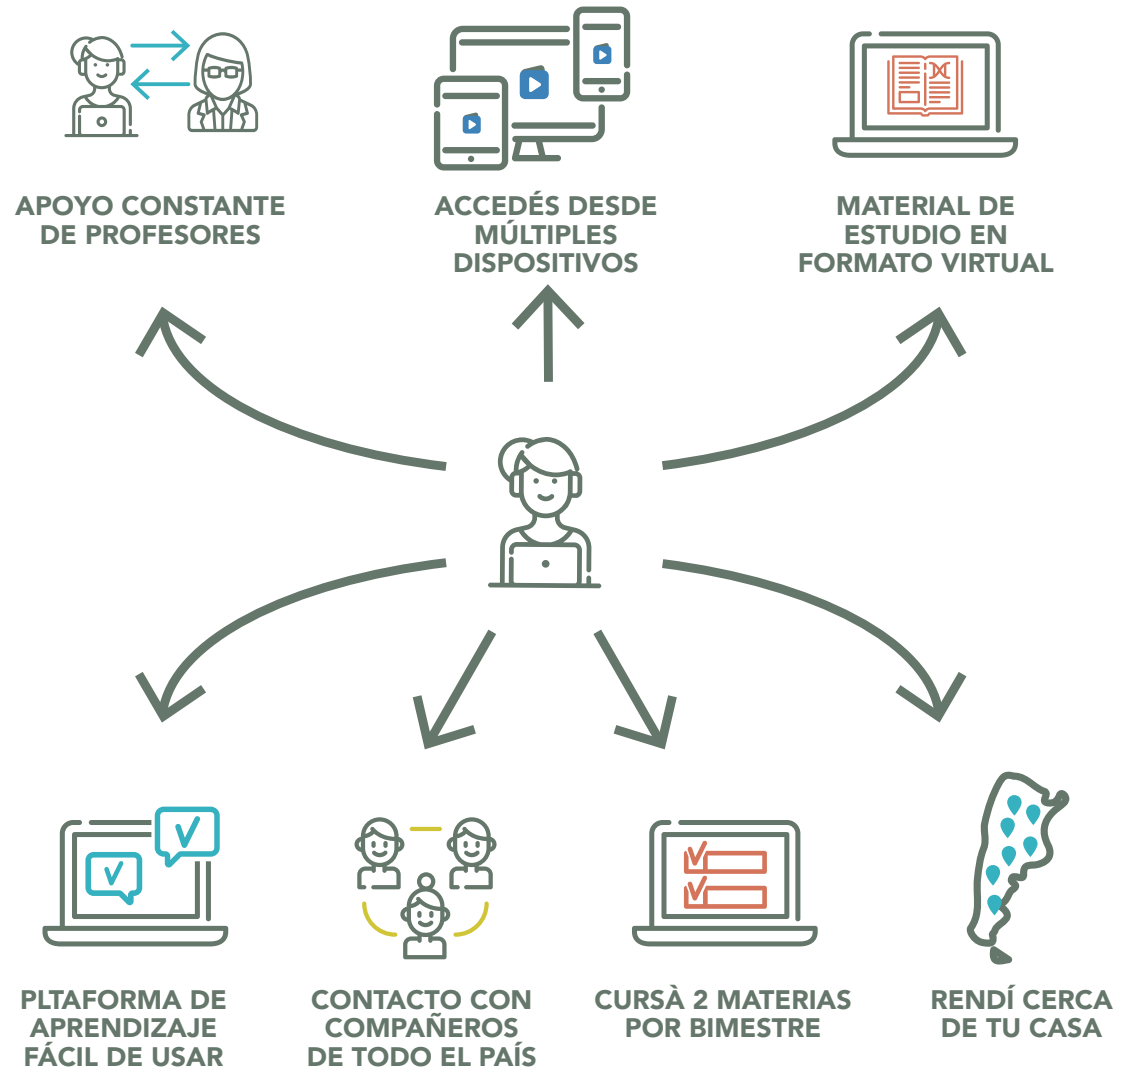 APOYO CONSTANTE
DE PROFESORES
ACCEDÉS DESDE
MÚLTIPLES
DISPOSITIVOS
MATERIAL DE
ESTUDIO EN
FORMATO VIRTUAL
PLTAFORMA DE
APRENDIZAJE
FÁCIL DE USAR
CONTACTO CON
COMPAÑEROS
DE TODO EL PAÍS
CURSÀ 2 MATERIAS
POR BIMESTRE
RENDÍ CERCA
DE TU CASA